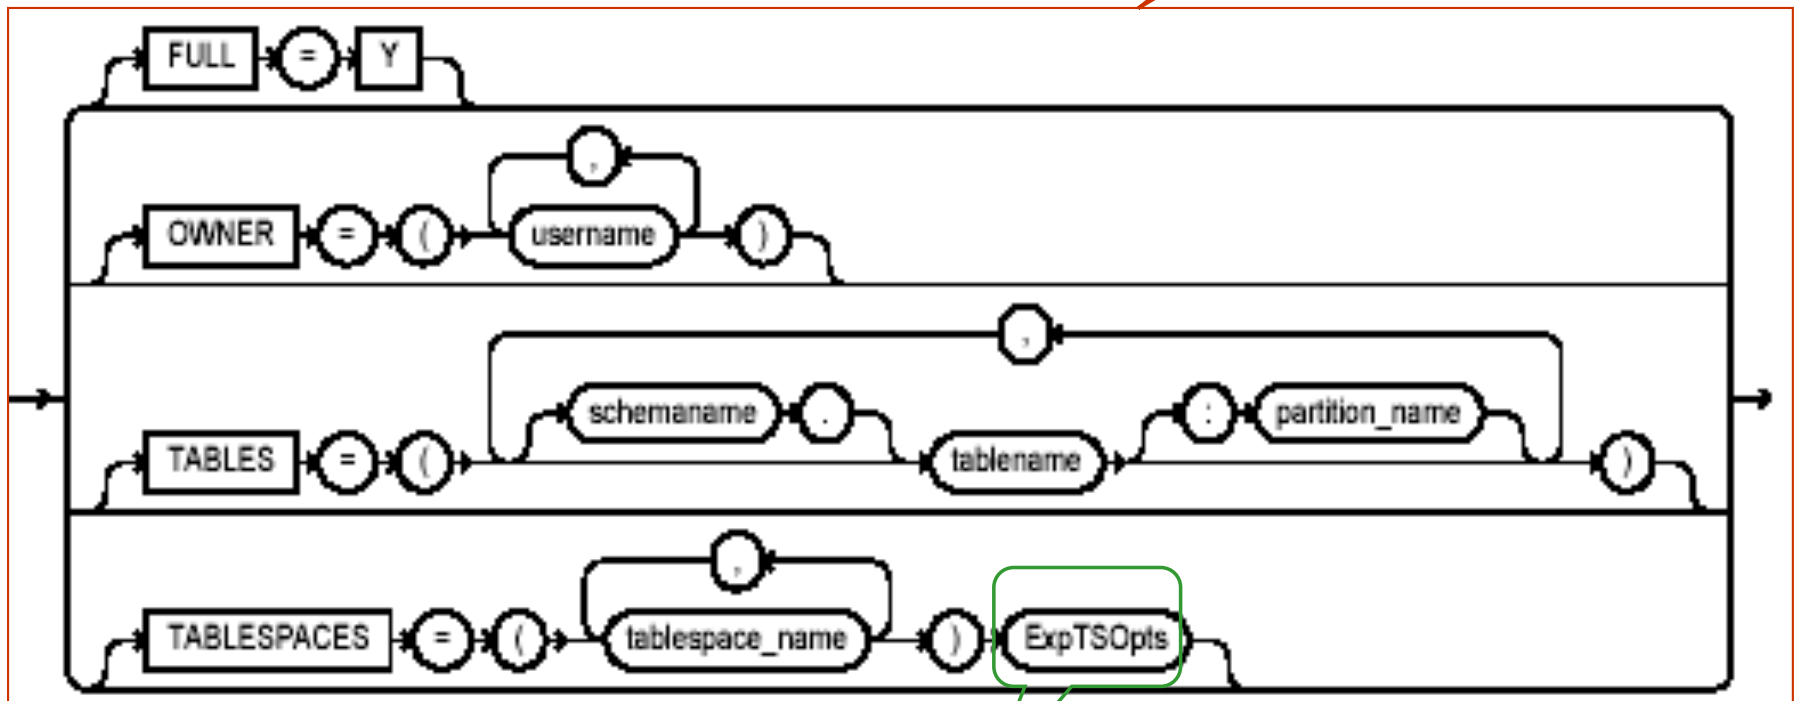 FULL = Y
,
OWNER = ( username )
,
schemaname . : partition_name
TABLES = ( tablename )
,
TABLESPACES = ( tablespace_name ) ExpTSOpts